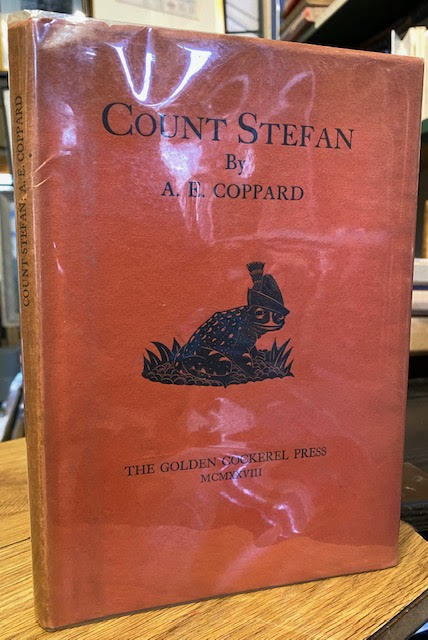 COUNT STEFAN
By
A. E. COPPARD
THE GOLDEN COCKEREL PRESS
MCMXXVIII
COUNT STEFAN: A. E. COPPARD